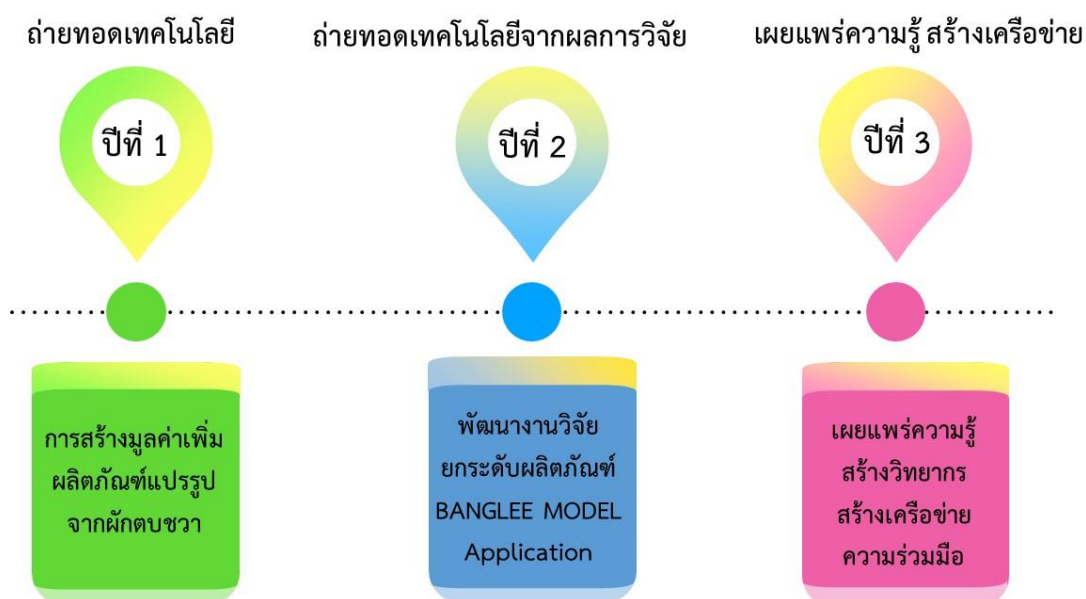 ถ่ายทอดเทคโนโลยี
ถ่ายทอดเทคโนโลยีจากผลการวิจัย
เผยแพร่ความรู้ สร้างเครือข่าย
ปีที่ 1
ปีที่ 2
ปีที่ 3
การสร้างมูลค่าเพิ่ม
ผลิตภัณฑ์แปรรูป
จากผักตบชวา
พัฒนางานวิจัย
ยกระดับผลิตภัณฑ์
BANGLEE MODEL
Application
เผยแพร่ความรู้
สร้างวิทยากร
สร้างเครือข่าย
ความร่วมมือ